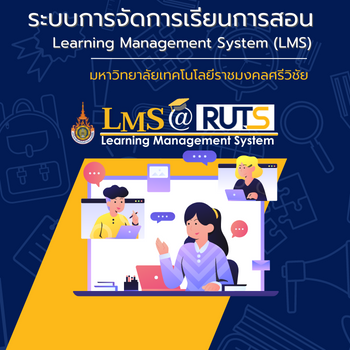 ระบบการจัดการเรียนการสอน
Learning Management System (LMS)
มหาวิทยาลัยเทคโนโลยีราชมงคลศรีวิชัย
LMS@RUTS
Learning Management System